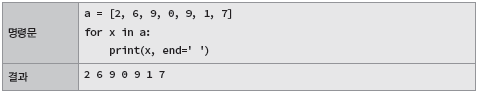 명령문
a = [2, 6, 9, 0, 9, 1, 7]
for x in a:
    print(x, end=' ')
결과
2 6 9 0 9 1 7